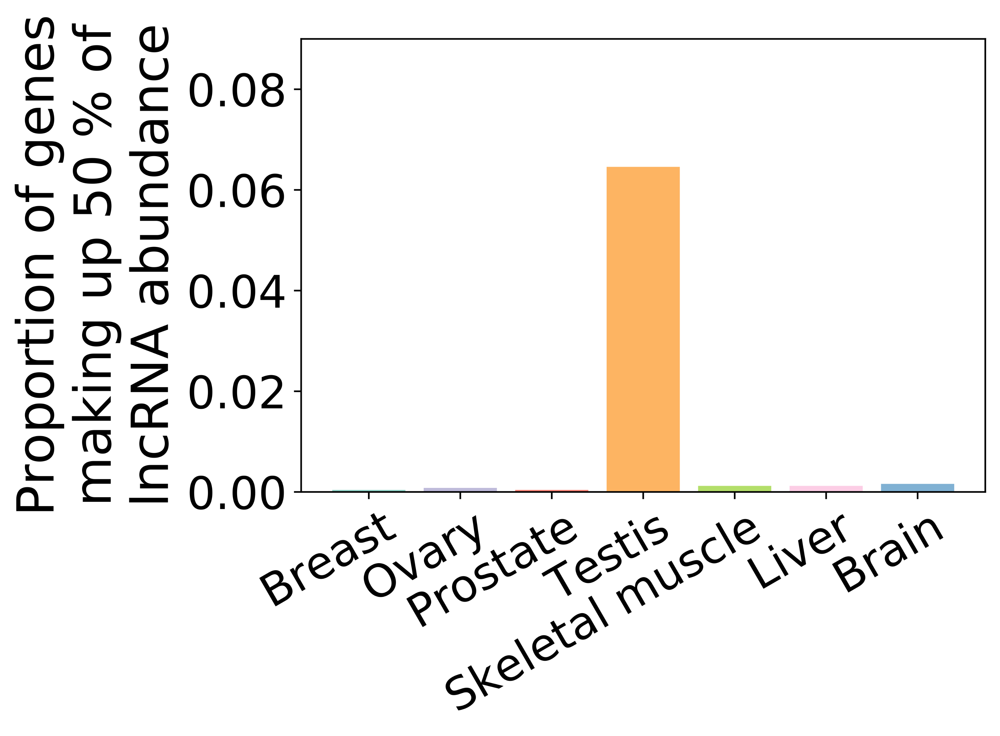 Proportion of genes
making up 50 % of
lncRNA abundance
0.08
0.06
0.04
0.02
0.00
Breast
Ovary
Prostate
Testis
Skeletal muscle
Liver
Brain